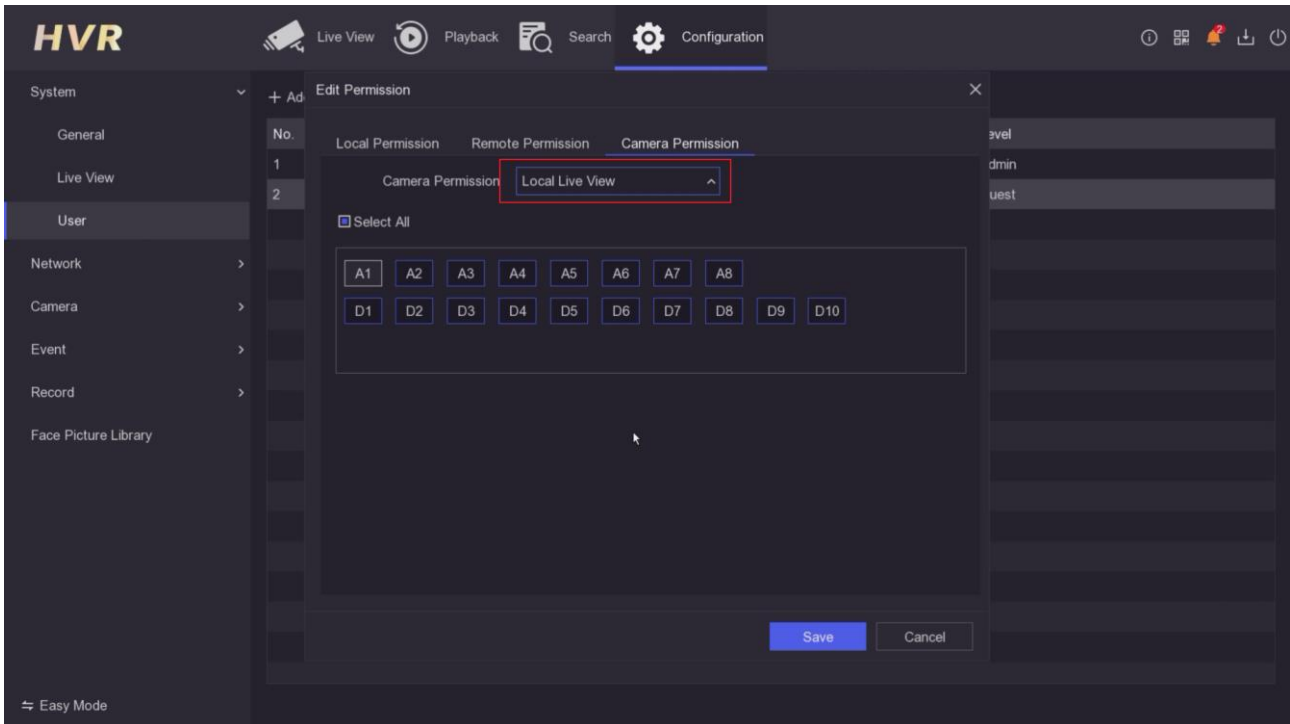 HVR Live View Playback Search Configuration 2
System
General
Live View
User
Network
Camera
Event
Record
Face Picture Library
Easy Mode
+ Ad
No.
1
2
evel
dmin
uest
Edit Permission
Local Permission Remote Permission Camera Permission
Camera Permission Local Live View
Select All
A1 A2 A3 A4 A5 A6 A7 A8
D1 D2 D3 D4 D5 D6 D7 D8 D9 D10
Save Cancel